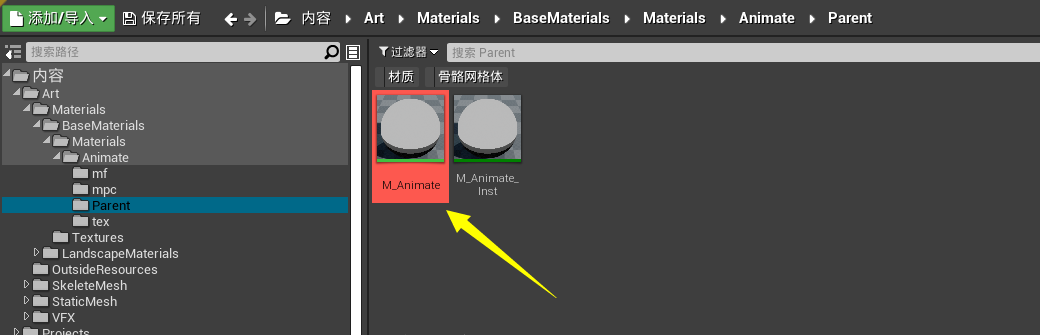 添加/导入 保存所有 内容 Art Materials BaseMaterials Materials Animate Parent
搜索路径
内容
Art
Materials
BaseMaterials
Materials
Animate
mf
mpc
Parent
tex
Textures
LandscapeMaterials
OutsideResources
SkeleteMesh
StaticMesh
VFX
Projects
过滤器 搜索 Parent
材质 骨骼网格体
M_Animate
M_Animate_
Inst